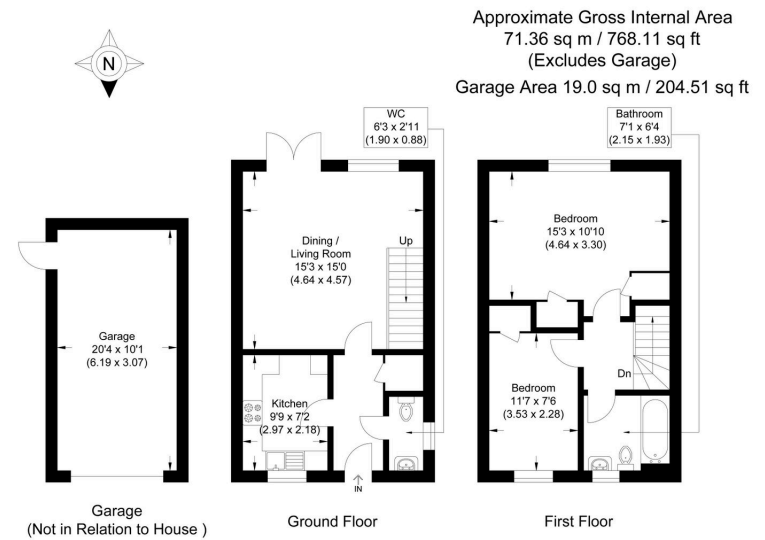 Approximate Gross Internal Area
71.36 sq m / 768.11 sq ft
(Excludes Garage)
Garage Area 19.0 sq m / 204.51 sq ft
N
WC
6'3 x 2'11
(1.90 x 0.88)
Bathroom
7'1 x 6'4
(2.15 x 1.93)
Dining /
Living Room
15'3 x 15'0
(4.64 x 4.57)
Up
Bedroom
15'3 x 10'10
(4.64 x 3.30)
Garage
20'4 x 10'1
(6.19 x 3.07)
Kitchen
9'9 x 7'2
(2.97 x 2.18)
Dn
Bedroom
11'7 x 7'6
(3.53 x 2.28)
IN
Garage
(Not in Relation to House )
Ground Floor
First Floor